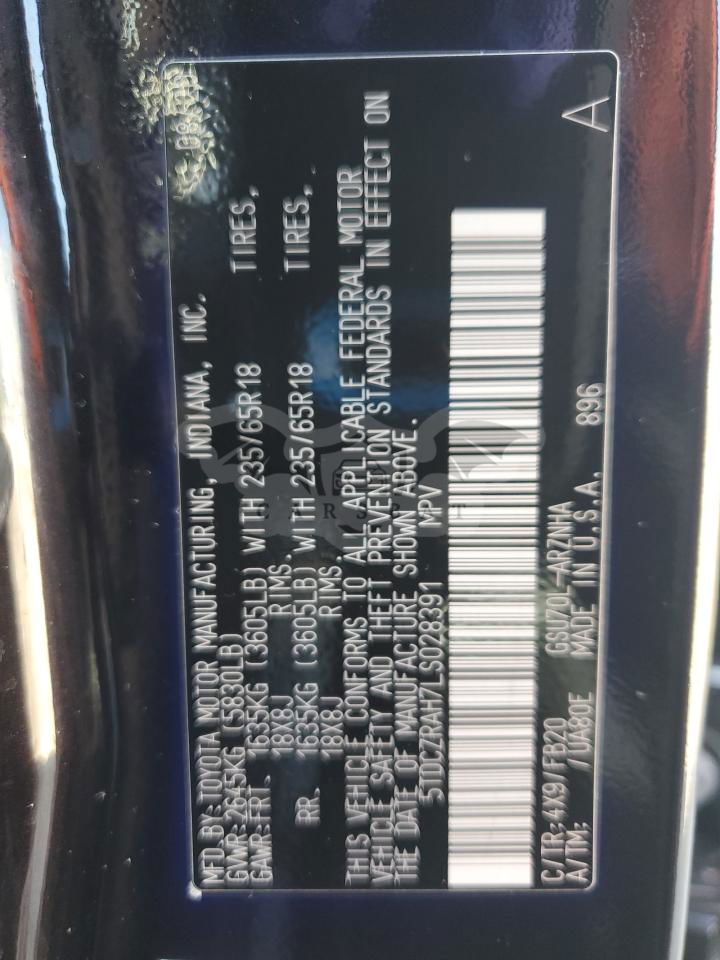 MFD.BY:TOYOTA MOTOR MANUFACTURING, INDIANA, INC.
GVWR:2645KG (5830LB)
GAWR:FRT. 1635KG (3605LB) WITH 235/65R18 TIRES,
18X8J RIMS,
RR. 1635KG (3605LB) WITH 235/65R18 TIRES,
18X8J RIMS.
THIS VEHICLE CONFORMS TO ALL APPLICABLE FEDERAL MOTOR
VEHICLE SAFETY AND THEFT PREVENTION STANDARDS IN EFFECT ON
THE DATE OF MANUFACTURE SHOWN ABOVE.
5TDCZRAH7LS028391 MPV
C/TR:4X9/FB20 GSU70L-ARZNHA
A/TM: /UA80E MADE IN U.S.A. 896
A
CARS